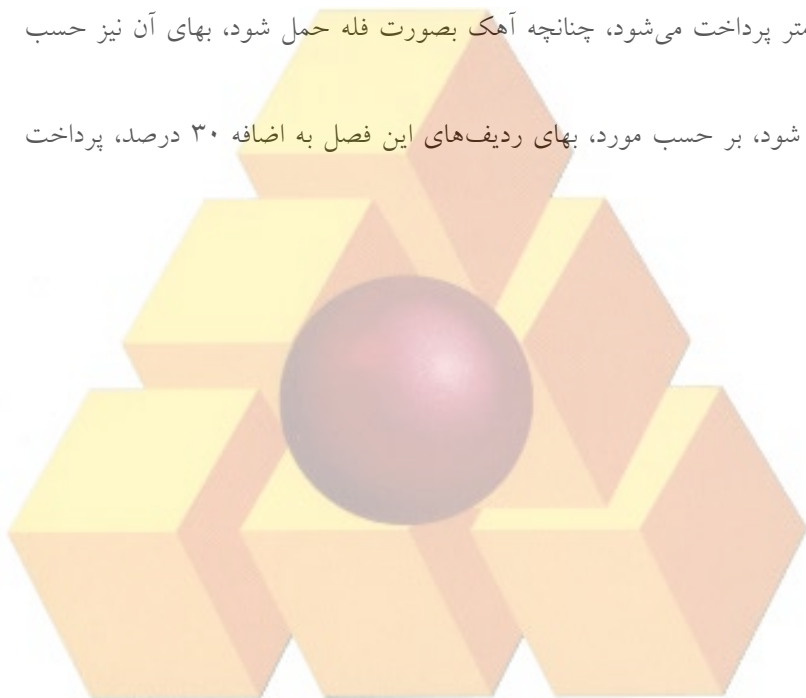 متر پرداخت می‌شود، چنانچه آهک بصورت فله حمل شود، بهای آن نیز حسب
شود، بر حسب مورد، بهای ردیف‌های این فصل به اضافه ۳۰ درصد، پرداخت